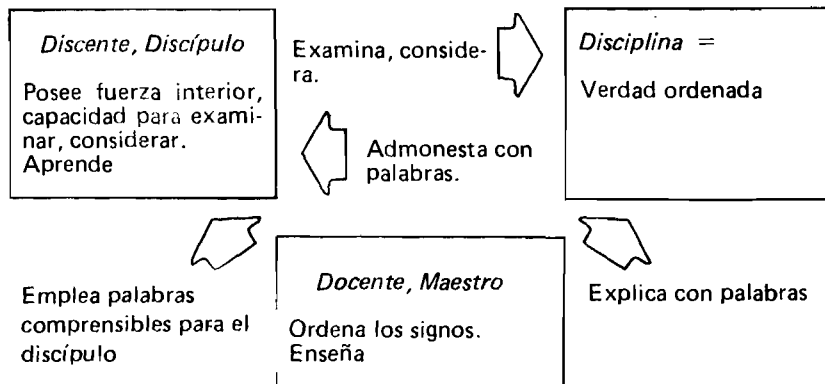 Discente, Discípulo
Posee fuerza interior,
capacidad para exami-
nar, considerar.
Aprende
Examina, conside-
ra.
Admonesta con
palabras.
Disciplina =
Verdad ordenada
Emplea palabras
comprensibles para el
discípulo
Docente, Maestro
Ordena los signos.
Enseña
Explica con palabras